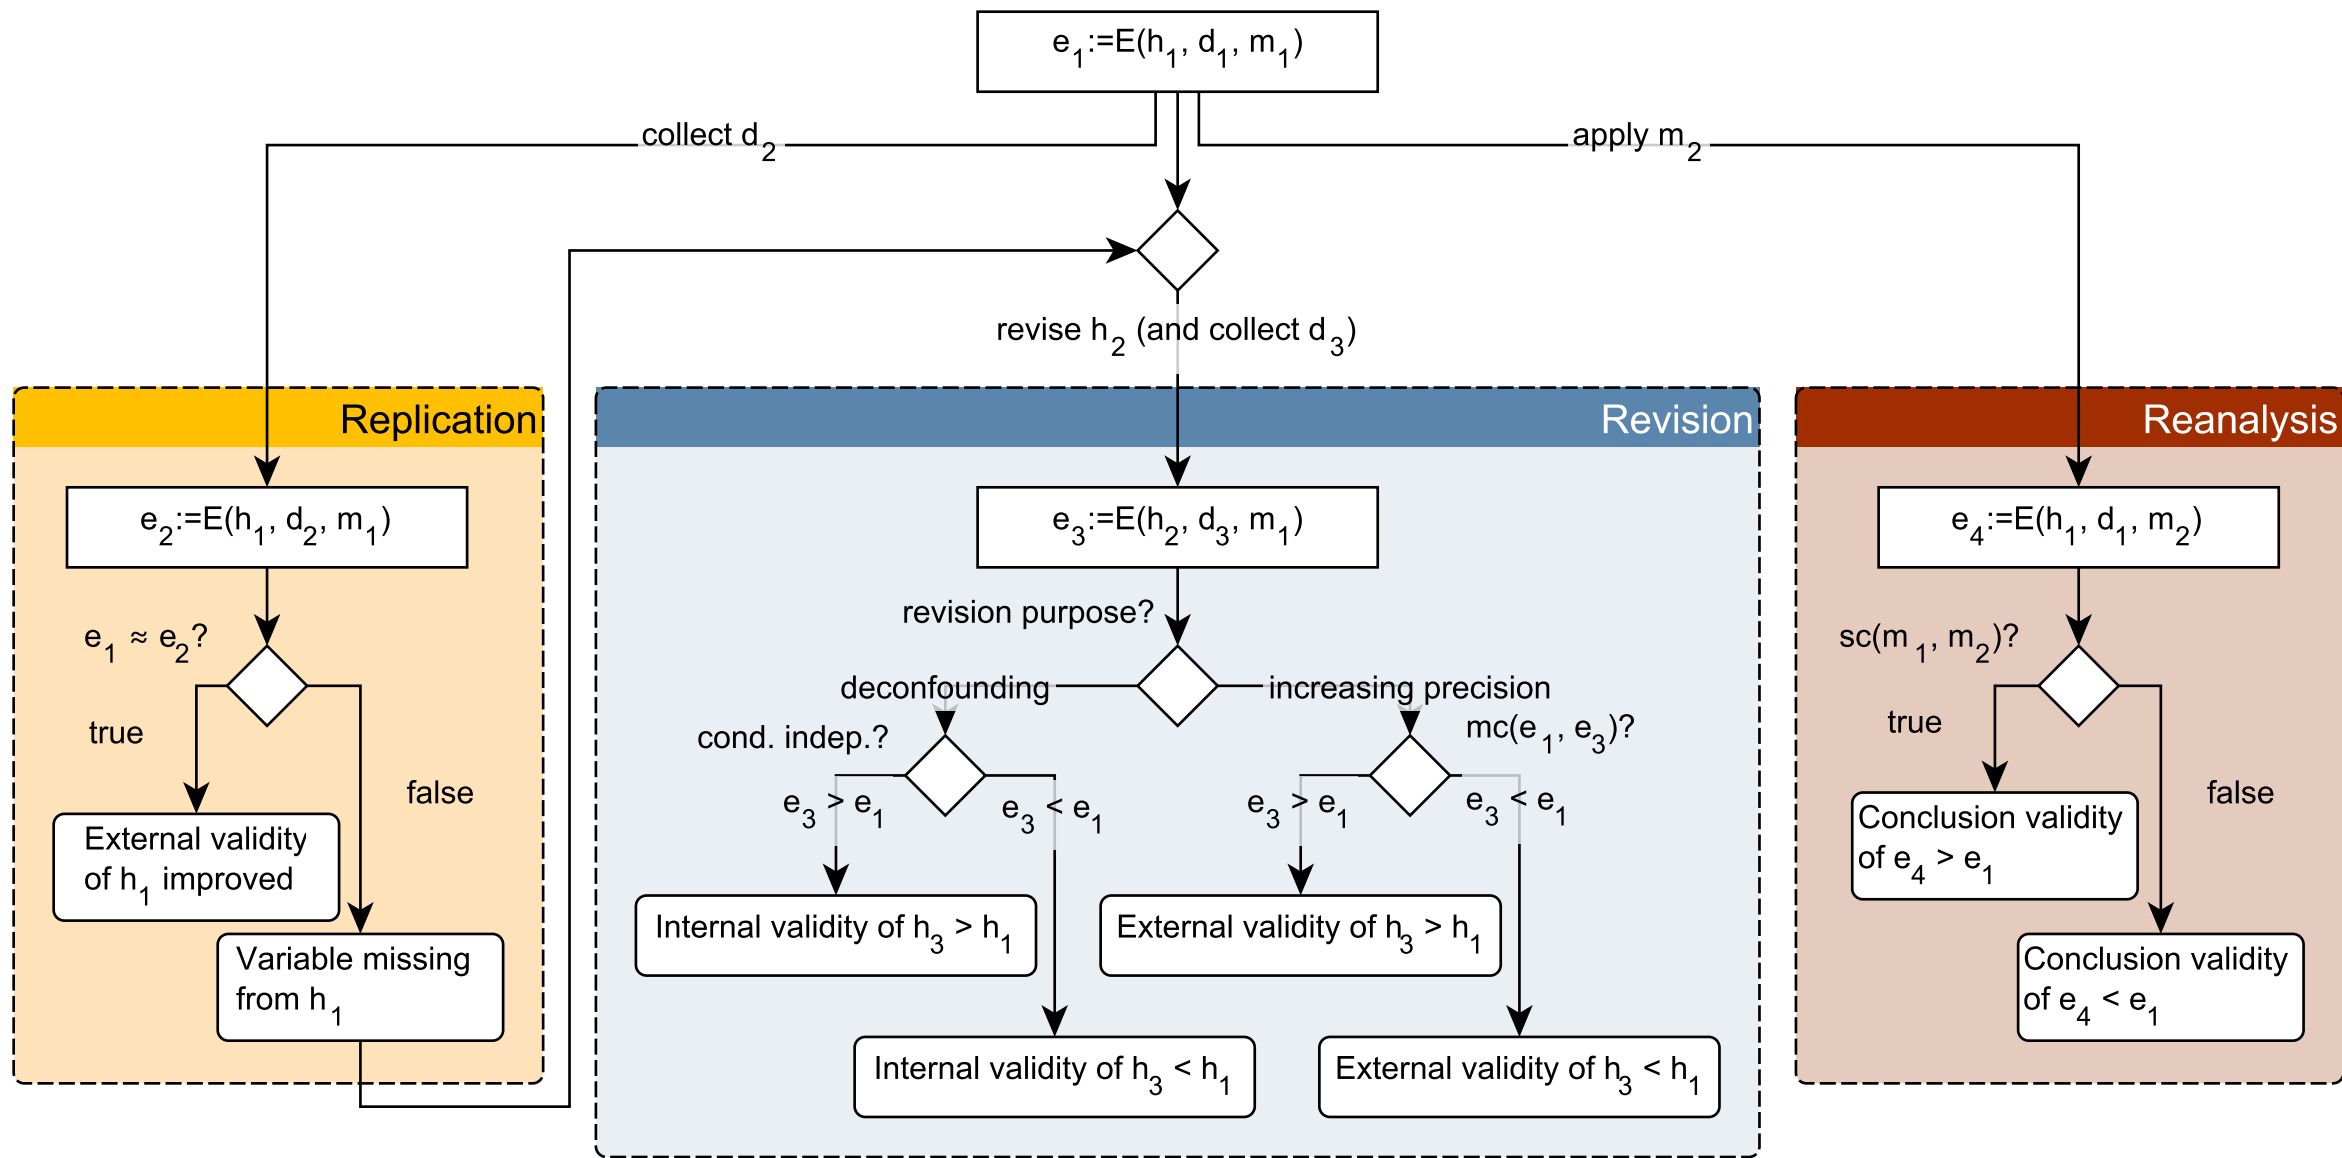 e₁:=E(h₁, d₁, m₁)
collect d₂
apply m₂
revise h₂ (and collect d₃)
Replication
e₂:=E(h₁, d₂, m₁)
e₁ ≈ e₂?
true
false
External validity
of h₁ improved
Variable missing
from h₁
Revision
e₃:=E(h₂, d₃, m₁)
revision purpose?
deconfounding
increasing precision
cond. indep.?
mc(e₁, e₃)?
e₃ > e₁
e₃ < e₁
e₃ > e₁
e₃ < e₁
Internal validity of h₃ > h₁
External validity of h₃ > h₁
Internal validity of h₃ < h₁
External validity of h₃ < h₁
Reanalysis
e₄:=E(h₁, d₁, m₂)
sc(m₁, m₂)?
true
false
Conclusion validity
of e₄ > e₁
Conclusion validity
of e₄ < e₁